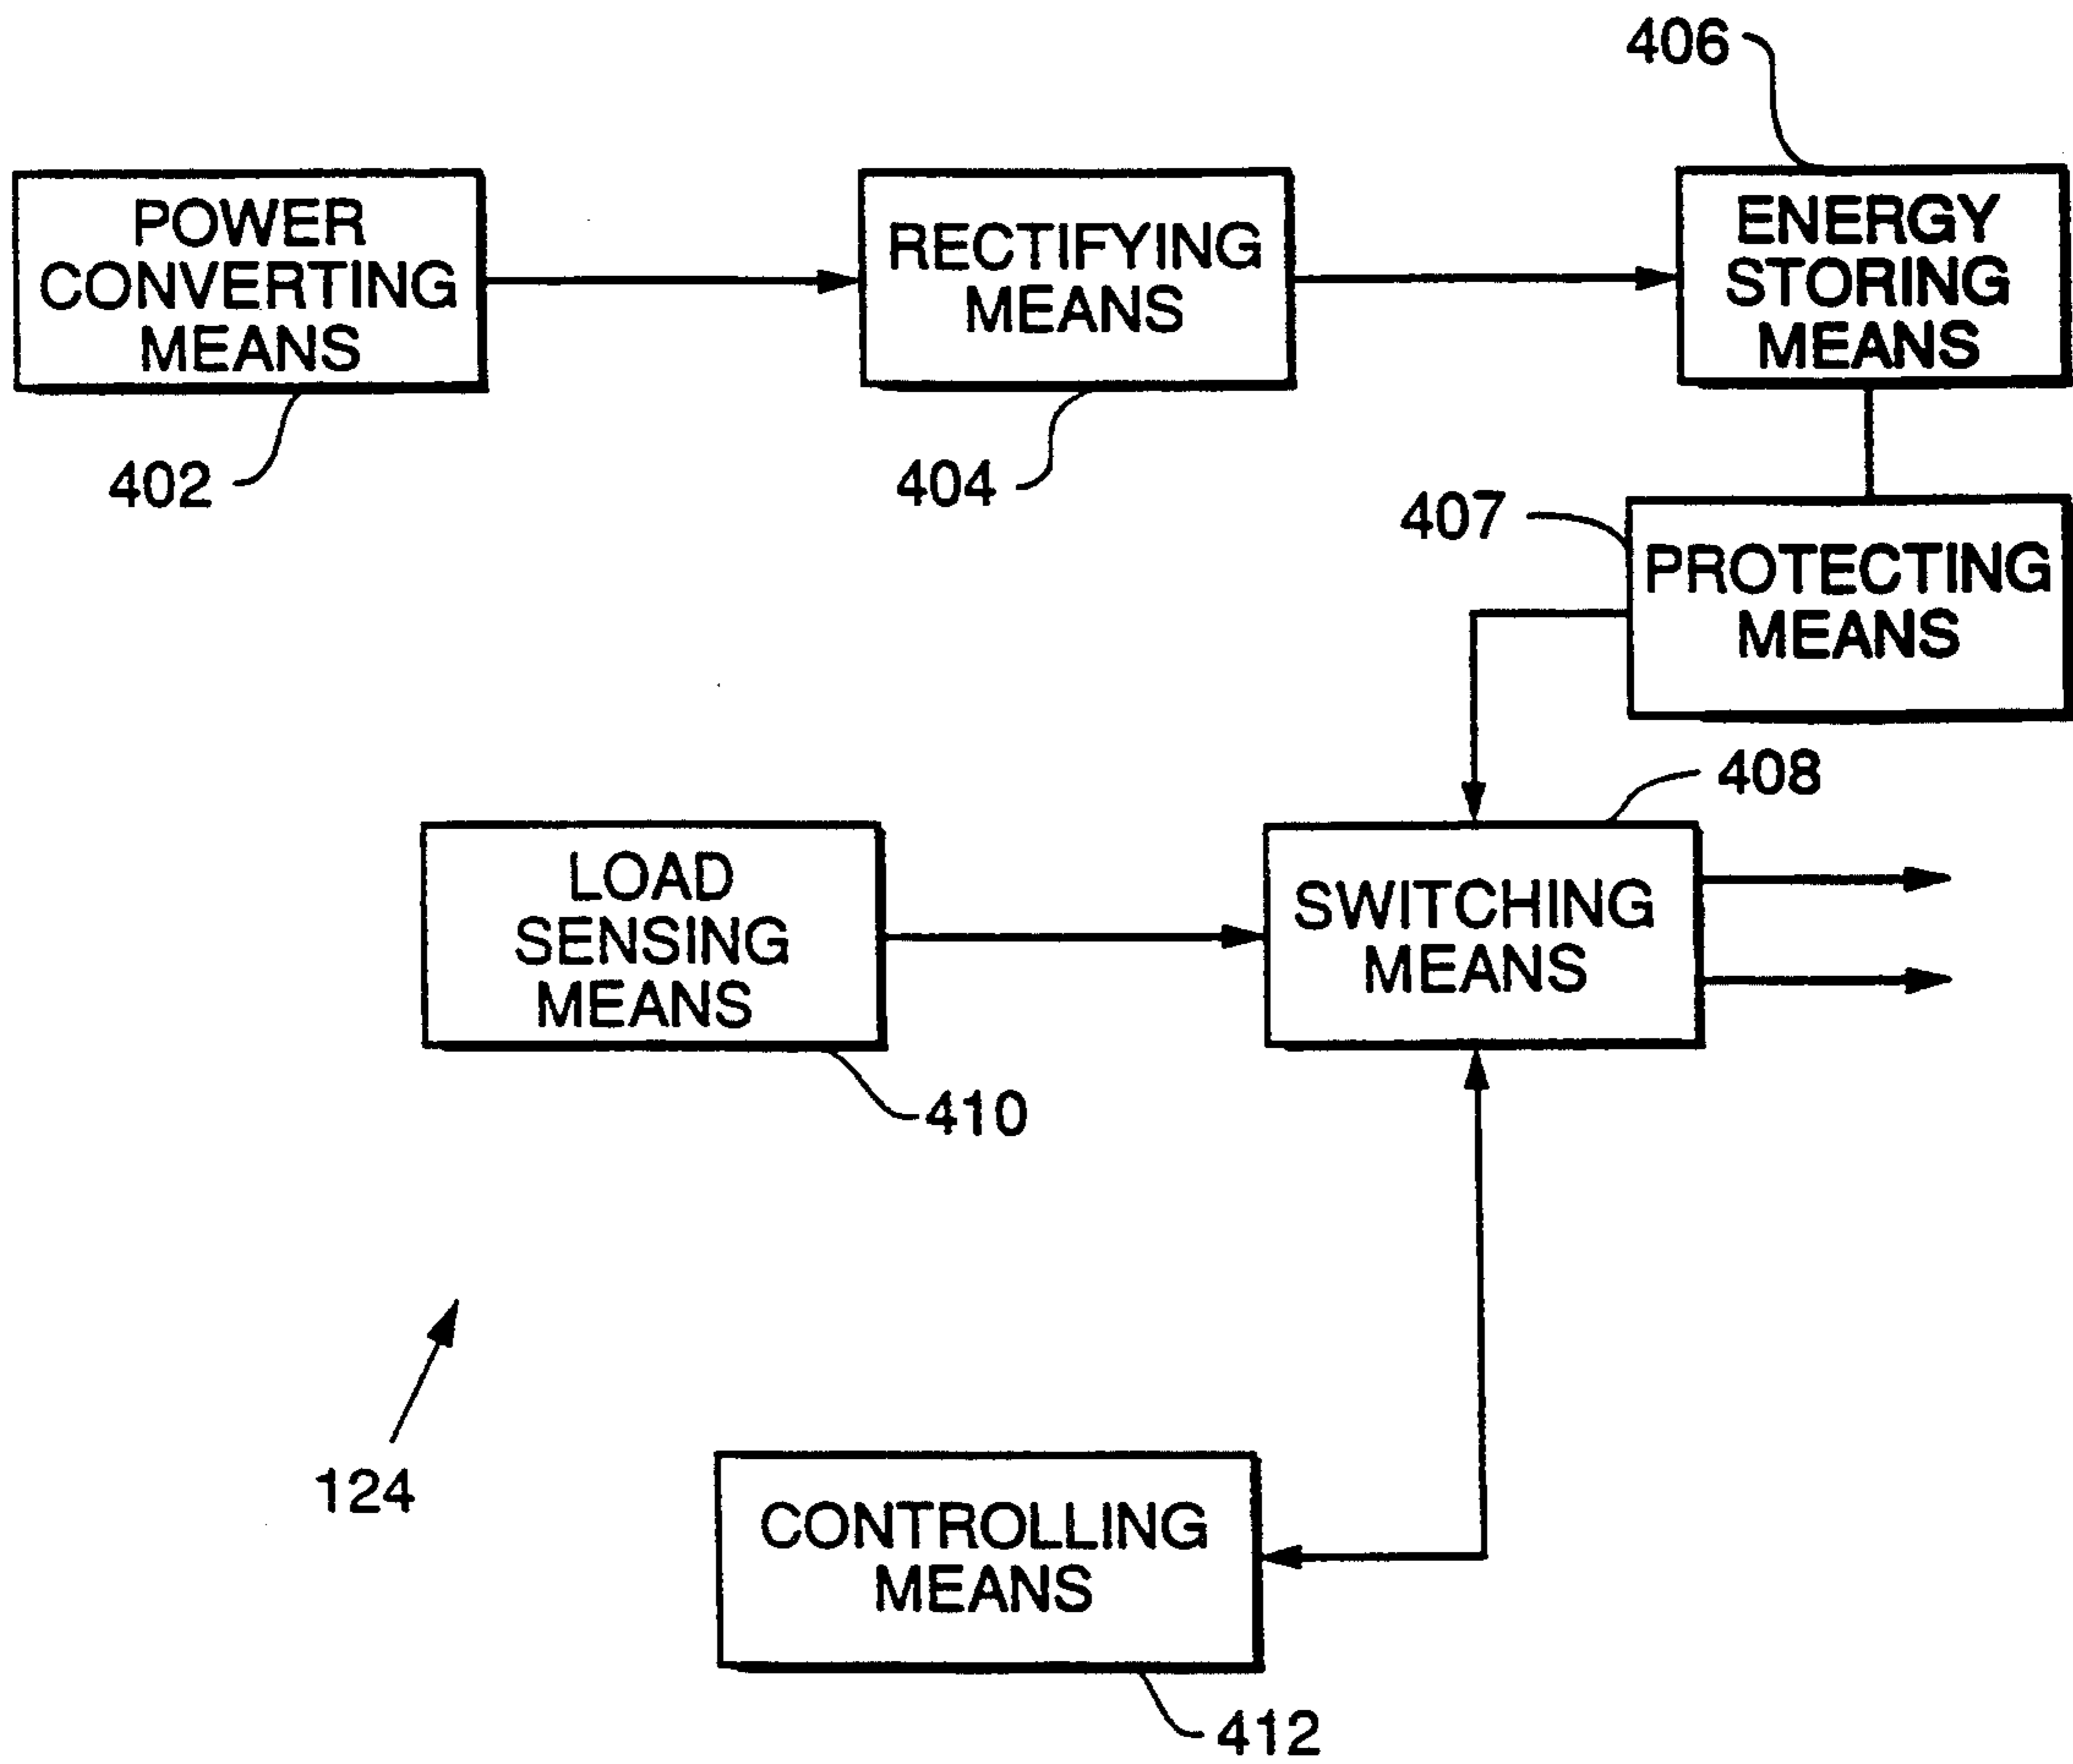 406
POWER
CONVERTING
MEANS
RECTIFYING
MEANS
ENERGY
STORING
MEANS
402
404
407
PROTECTING
MEANS
408
LOAD
SENSING
MEANS
SWITCHING
MEANS
410
124
CONTROLLING
MEANS
412